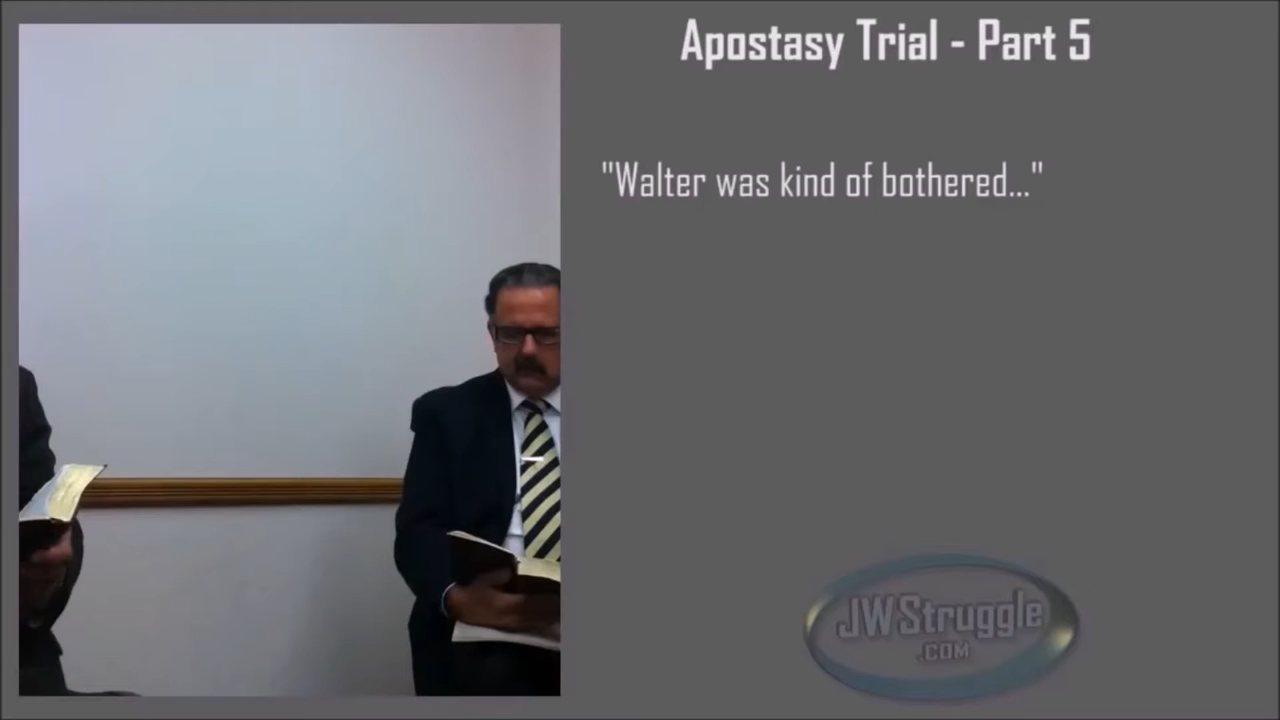 Apostasy Trial - Part 5
"Walter was kind of bothered..."
JWStruggle
.COM